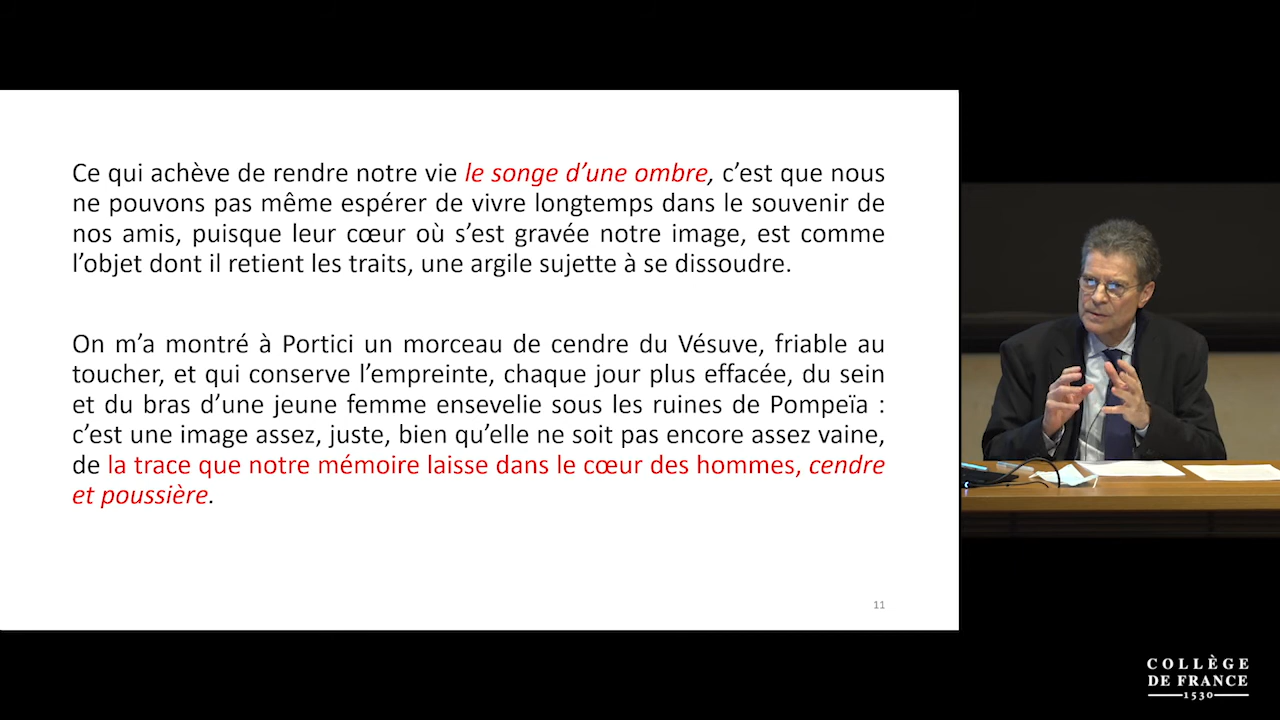 Ce qui achève de rendre notre vie le songe d’une ombre, c’est que nous
ne pouvons pas même espérer de vivre longtemps dans le souvenir de
nos amis, puisque leur cœur où s’est gravée notre image, est comme
l’objet dont il retient les traits, une argile sujette à se dissoudre.
On m’a montré à Portici un morceau de cendre du Vésuve, friable au
toucher, et qui conserve l’empreinte, chaque jour plus effacée, du sein
et du bras d’une jeune femme ensevelie sous les ruines de Pompeïa :
c’est une image assez, juste, bien qu’elle ne soit pas encore assez vaine,
de la trace que notre mémoire laisse dans le cœur des hommes, cendre
et poussière.
11
COLLÈGE
DE FRANCE
1530